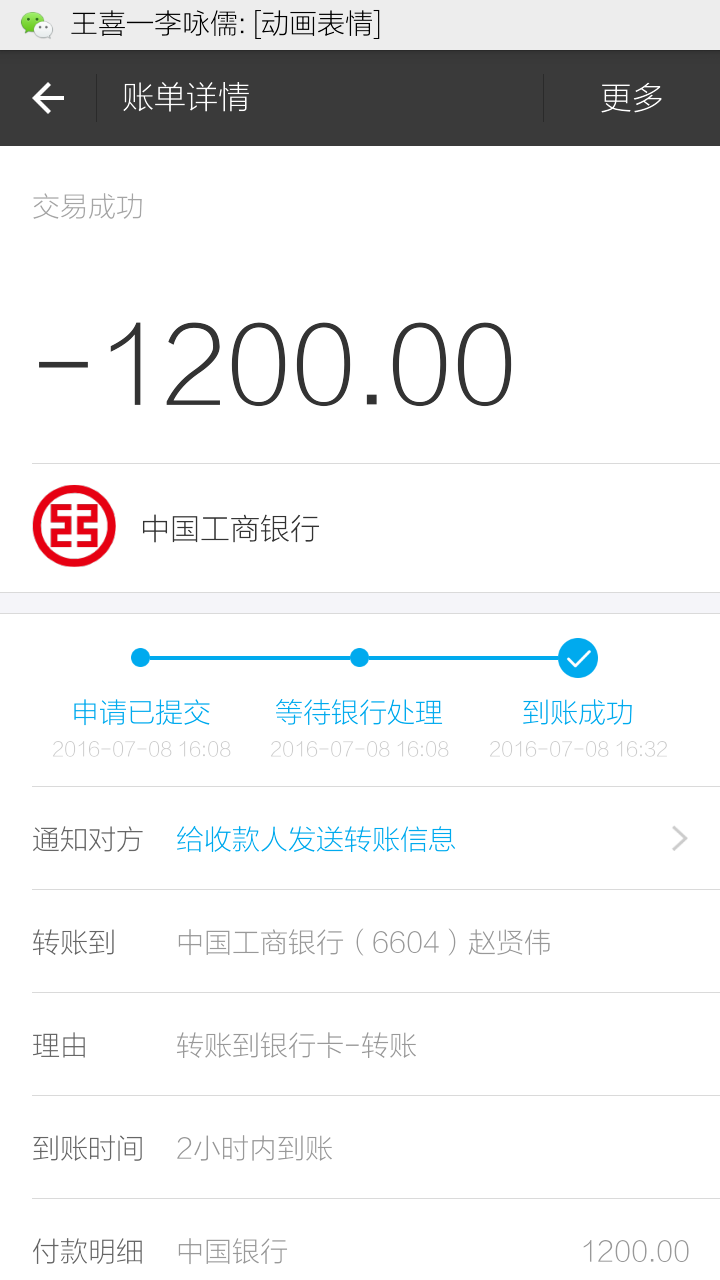 王喜一李咏儒: [动画表情]
账单详情 更多
交易成功
-1200.00
中国工商银行
申请已提交 等待银行处理 到账成功
2016-07-08 16:08 2016-07-08 16:08 2016-07-08 16:32
通知对方 给收款人发送转账信息
转账到 中国工商银行（6604）赵贤伟
理由 转账到银行卡-转账
到账时间 2小时内到账
付款明细 中国银行 1200.00